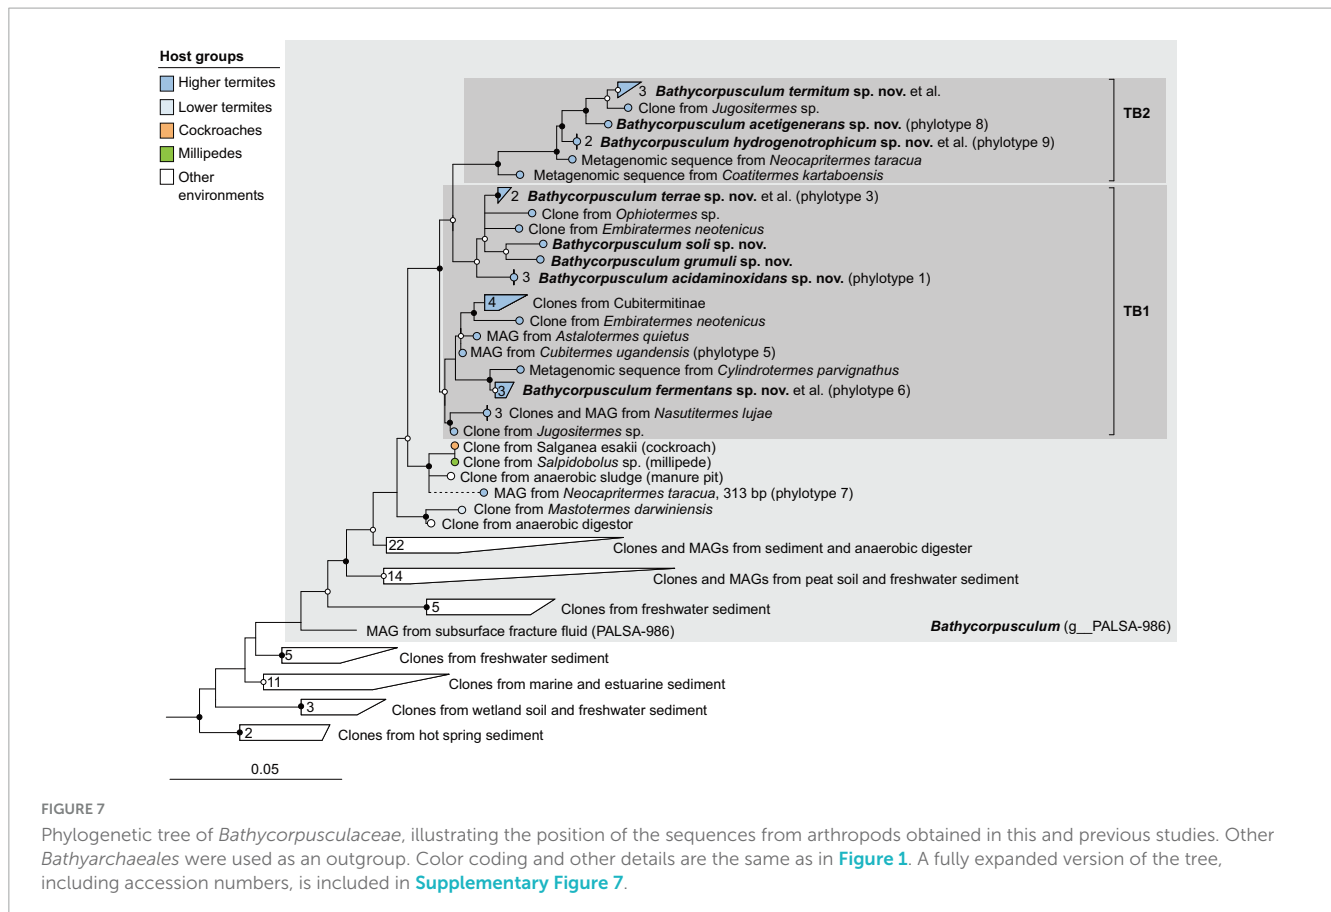 Host groups
Higher termites
Lower termites
Cockroaches
Millipedes
Other
environments
3 Bathycorpusculum termitum sp. nov. et al.
Clone from Jugositermes sp.
Bathycorpusculum acetigenerans sp. nov. (phylotype 8)
2 Bathycorpusculum hydrogenotrophicum sp. nov. et al. (phylotype 9)
Metagenomic sequence from Neocapritermes taracua
Metagenomic sequence from Coatitermes kartaboensis
TB2
2 Bathycorpusculum terrae sp. nov. et al. (phylotype 3)
Clone from Ophiotermes sp.
Clone from Embiratermes neotenicus
Bathycorpusculum soli sp. nov.
Bathycorpusculum grumuli sp. nov.
3 Bathycorpusculum acidaminoxidans sp. nov. (phylotype 1)
4 Clones from Cubitermitinae
Clone from Embiratermes neotenicus
MAG from Astalotermes quietus
MAG from Cubitermes ugandensis (phylotype 5)
Metagenomic sequence from Cylindrotermes parvignathus
3 Bathycorpusculum fermentans sp. nov. et al. (phylotype 6)
3 Clones and MAG from Nasutitermes lujae
Clone from Jugositermes sp.
TB1
Clone from Salganea esakii (cockroach)
Clone from Salpidobolus sp. (millipede)
Clone from anaerobic sludge (manure pit)
MAG from Neocapritermes taracua, 313 bp (phylotype 7)
Clone from Mastotermes darwiniensis
Clone from anaerobic digestor
22 Clones and MAGs from sediment and anaerobic digester
14 Clones and MAGs from peat soil and freshwater sediment
5 Clones from freshwater sediment
MAG from subsurface fracture fluid (PALSA-986)
Bathycorpusculum (g__PALSA-986)
5 Clones from freshwater sediment
11 Clones from marine and estuarine sediment
3 Clones from wetland soil and freshwater sediment
2 Clones from hot spring sediment
0.05
FIGURE 7
Phylogenetic tree of Bathycorpusculaceae, illustrating the position of the sequences from arthropods obtained in this and previous studies. Other
Bathyarchaeales were used as an outgroup. Color coding and other details are the same as in Figure 1. A fully expanded version of the tree,
including accession numbers, is included in Supplementary Figure 7.